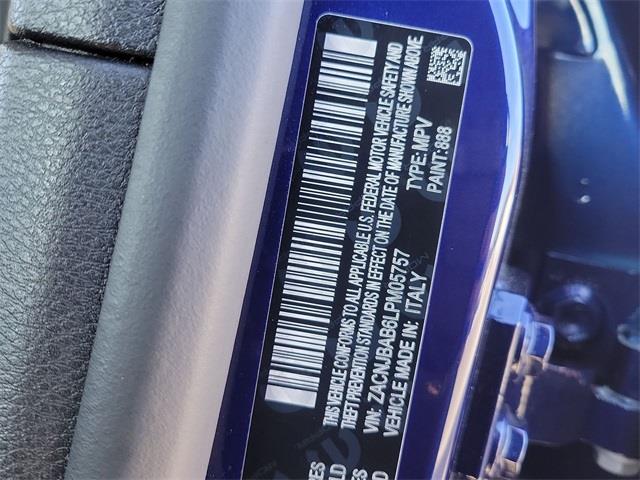 THIS VEHICLE CONFORMS TO ALL APPLICABLE U.S. FEDERAL MOTOR VEHICLE SAFETY AND
THEFT PREVENTION STANDARDS IN EFFECT ON THE DATE OF MANUFACTURE SHOWN ABOVE.
VIN: ZACNJBAB6LPM05757 TYPE: MPV
VEHICLE MADE IN: ITALY PAINT: 888